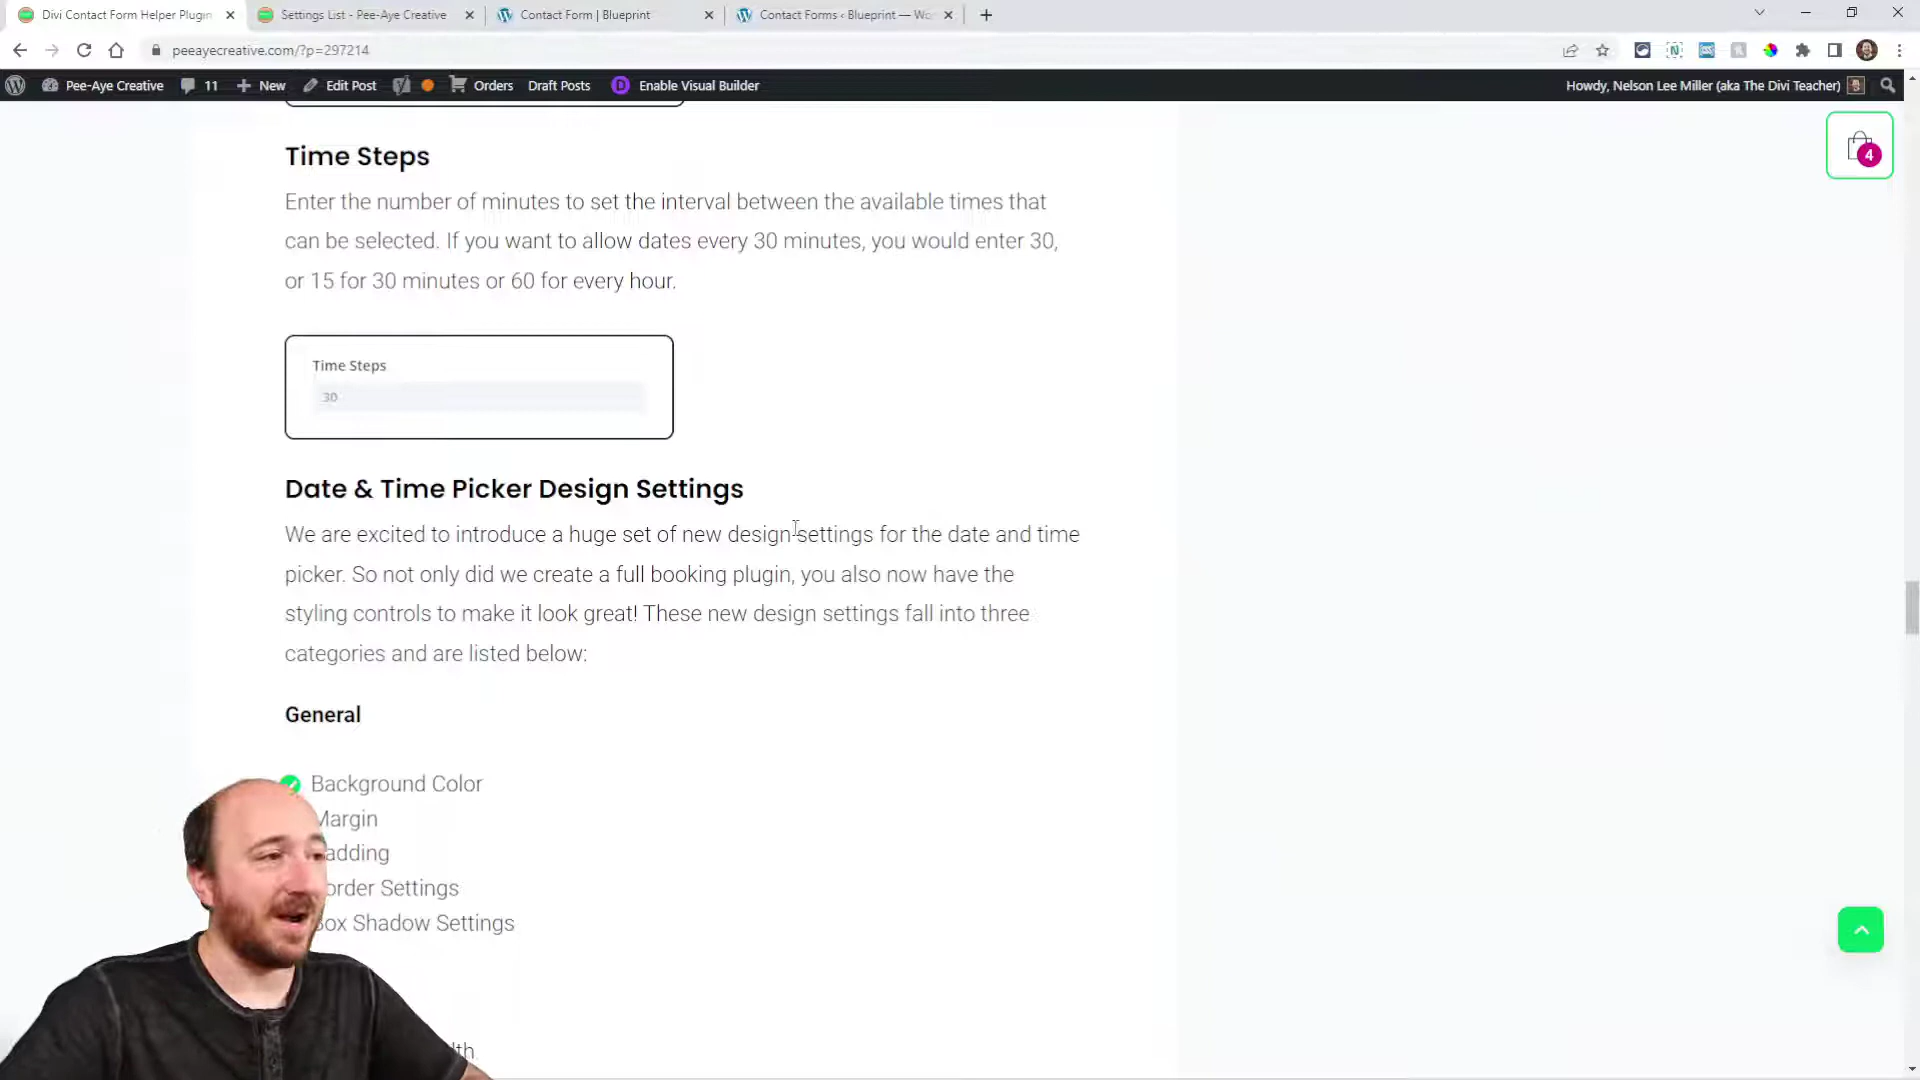 Divi Contact Form Helper Plugin
Settings List - Pee-Aye Creative
Contact Form | Blueprint
Contact Forms ‹ Blueprint — Wo
peeayecreative.com/?p=297214
Pee-Aye Creative
11
New
Edit Post
Orders
Draft Posts
Enable Visual Builder
Howdy, Nelson Lee Miller (aka The Divi Teacher)
4
Time Steps
Enter the number of minutes to set the interval between the available times that
can be selected. If you want to allow dates every 30 minutes, you would enter 30,
or 15 for 30 minutes or 60 for every hour.
Time Steps
30
Date & Time Picker Design Settings
We are excited to introduce a huge set of new design settings for the date and time
picker. So not only did we create a full booking plugin, you also now have the
styling controls to make it look great! These new design settings fall into three
categories and are listed below:
General
Background Color
Margin
adding
order Settings
Box Shadow Settings